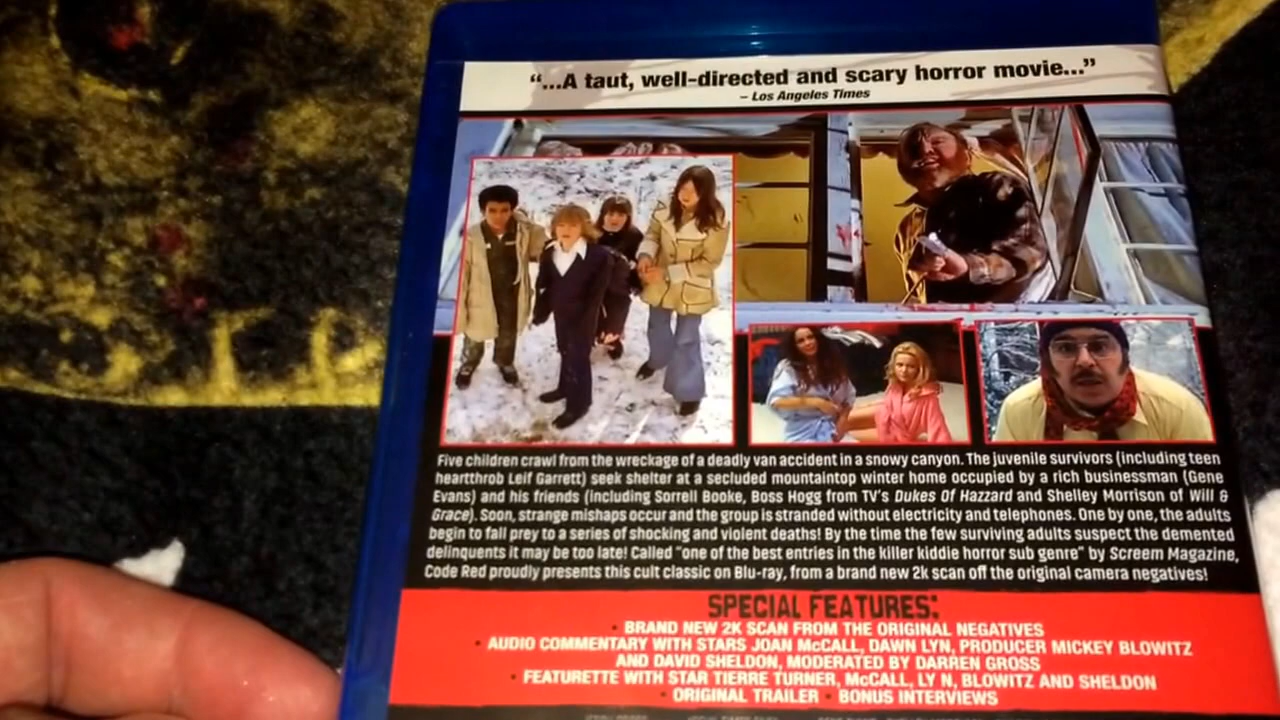 “...A taut, well-directed and scary horror movie...”
– Los Angeles Times
Five children crawl from the wreckage of a deadly van accident in a snowy canyon. The juvenile survivors (including teen
heartthrob Leif Garrett) seek shelter at a secluded mountaintop winter home occupied by a rich businessman (Gene
Evans) and his friends (including Sorrell Booke, Boss Hogg from TV's Dukes Of Hazzard and Shelley Morrison of Will &
Grace). Soon, strange mishaps occur and the group is stranded without electricity and telephones. One by one, the adults
begin to fall prey to a series of shocking and violent deaths! By the time the few surviving adults suspect the demented
delinquents it may be too late! Called "one of the best entries in the killer kiddie horror sub genre" by Screem Magazine,
Code Red proudly presents this cult classic on Blu-ray, from a brand new 2k scan off the original camera negatives!
SPECIAL FEATURES:
• BRAND NEW 2K SCAN FROM THE ORIGINAL NEGATIVES
• AUDIO COMMENTARY WITH STARS JOAN McCALL, DAWN LYN, PRODUCER MICKEY BLOWITZ
AND DAVID SHELDON, MODERATED BY DARREN GROSS
• FEATURETTE WITH STAR TIERRE TURNER, McCALL, LY N, BLOWITZ AND SHELDON
• ORIGINAL TRAILER • BONUS INTERVIEWS